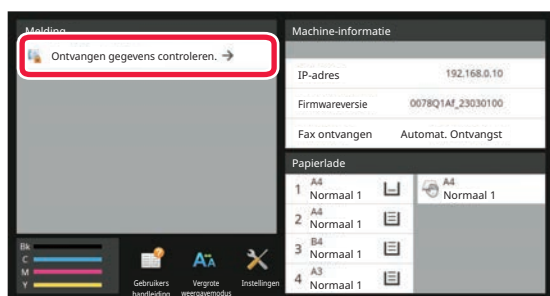 Melding
Ontvangen gegevens controleren. →
Machine-informatie
IP-adres 192.168.0.10
Firmwareversie 0078Q1Af_23030100
Fax ontvangen Automat. Ontvangst
Papierlade
1 A4
Normaal 1
A4
Normaal 1
2 A4
Normaal 1
3 B4
Normaal 1
4 A3
Normaal 1
Bk
C
M
Y
Gebruikers
handleiding
Vergrote
weergavemodus
Instellingen